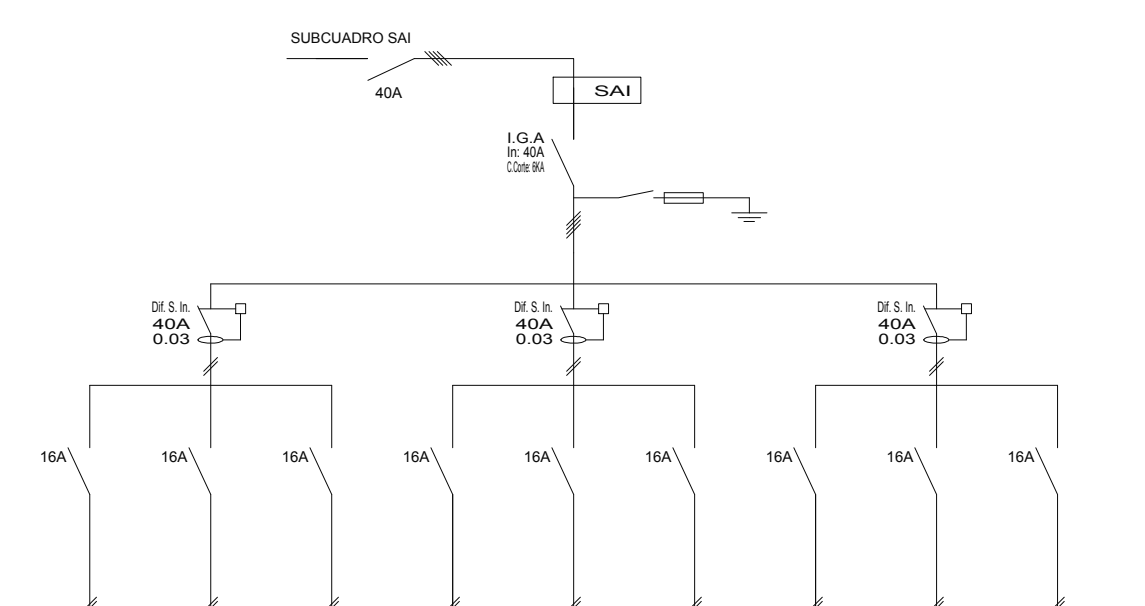 SUBCUADRO SAI
40A
SAI
I.G.A
In: 40A
C.Corte: 6KA
Dif. S. In.
40A
0.03
Dif. S. In.
40A
0.03
Dif. S. In.
40A
0.03
16A
16A
16A
16A
16A
16A
16A
16A
16A